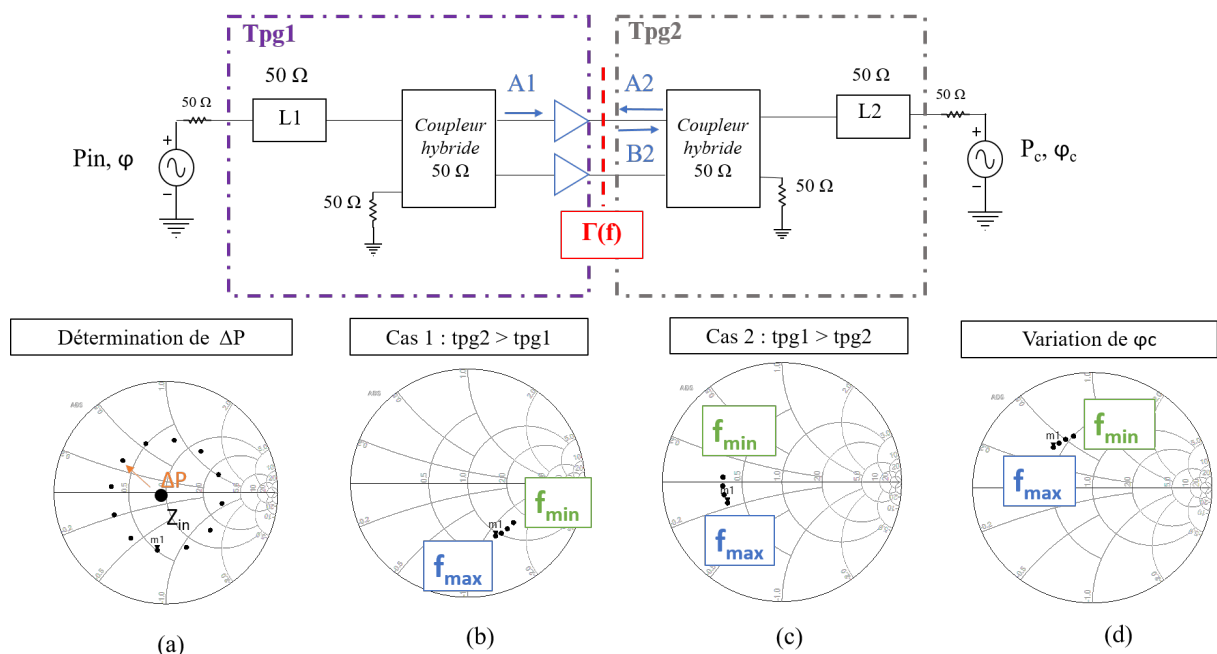 Tpg1
Tpg2
50 Ω
50 Ω
50 Ω
50 Ω
L1
L2
A1
A2
B2
Coupleur
hybride
50 Ω
Coupleur
hybride
50 Ω
Pin, φ
+
−
50 Ω
50 Ω
+
−
Pc, φc
Γ(f)
Détermination de ΔP
Cas 1 : tpg2 > tpg1
Cas 2 : tpg1 > tpg2
Variation de φc
ΔP
Zin
m1
fmin
m1
fmax
fmin
m1
fmax
m1
fmin
fmax
(a)
(b)
(c)
(d)